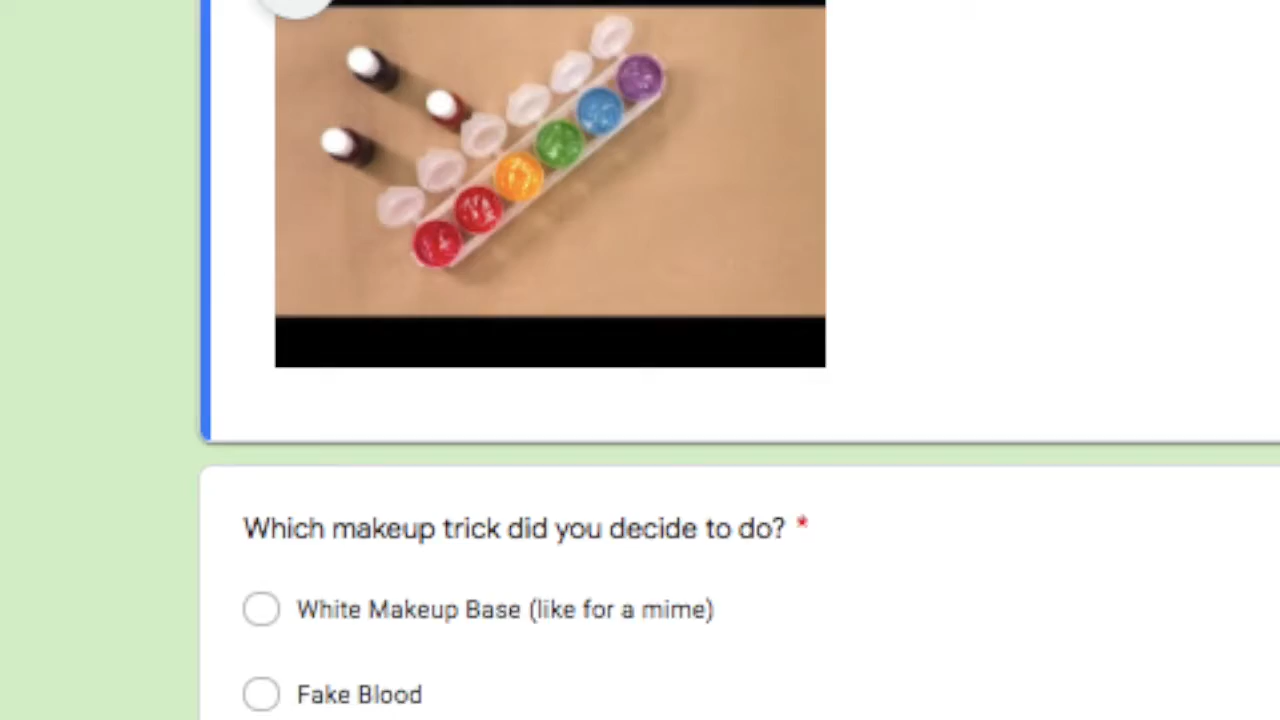 Which makeup trick did you decide to do? *
White Makeup Base (like for a mime)
Fake Blood